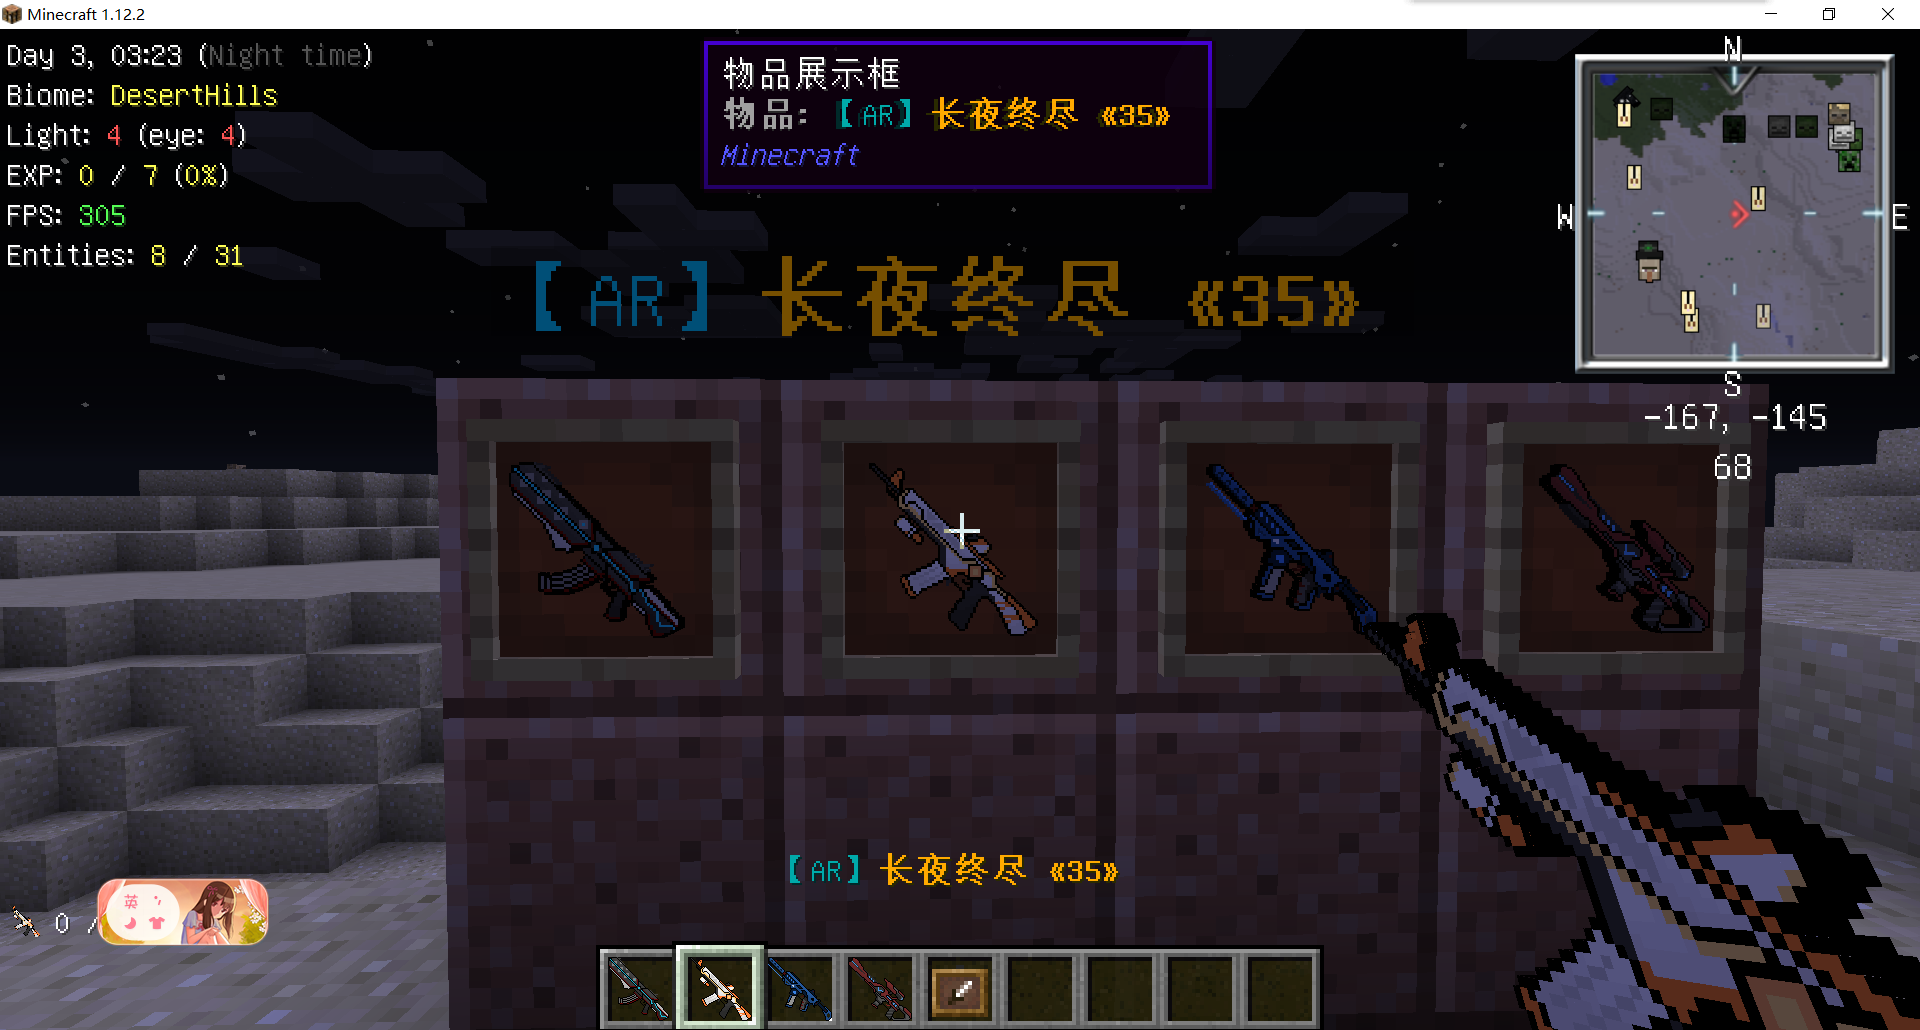 Minecraft 1.12.2
Day 3, 03:23 (Night time)
Biome: DesertHills
Light: 4 (eye: 4)
EXP: 0 / 7 (0%)
FPS: 305
Entities: 8 / 31
物品展示框
物品: 【AR】 长夜终尽 «35»
Minecraft
N
W
E
S
-167, -145
68
【AR】 长夜终尽 «35»
【AR】 长夜终尽 «35»
0 /
英